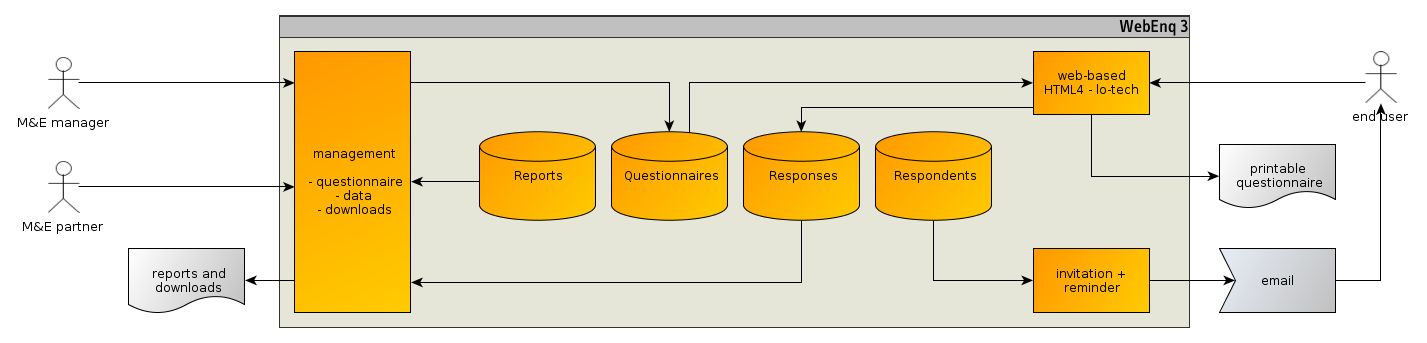 WebEnq 3
M&E manager
M&E partner
management
- questionnaire
- data
- downloads
reports and
downloads
Reports
Questionnaires
Responses
Respondents
web-based
HTML4 - lo-tech
end user
printable
questionnaire
invitation +
reminder
email